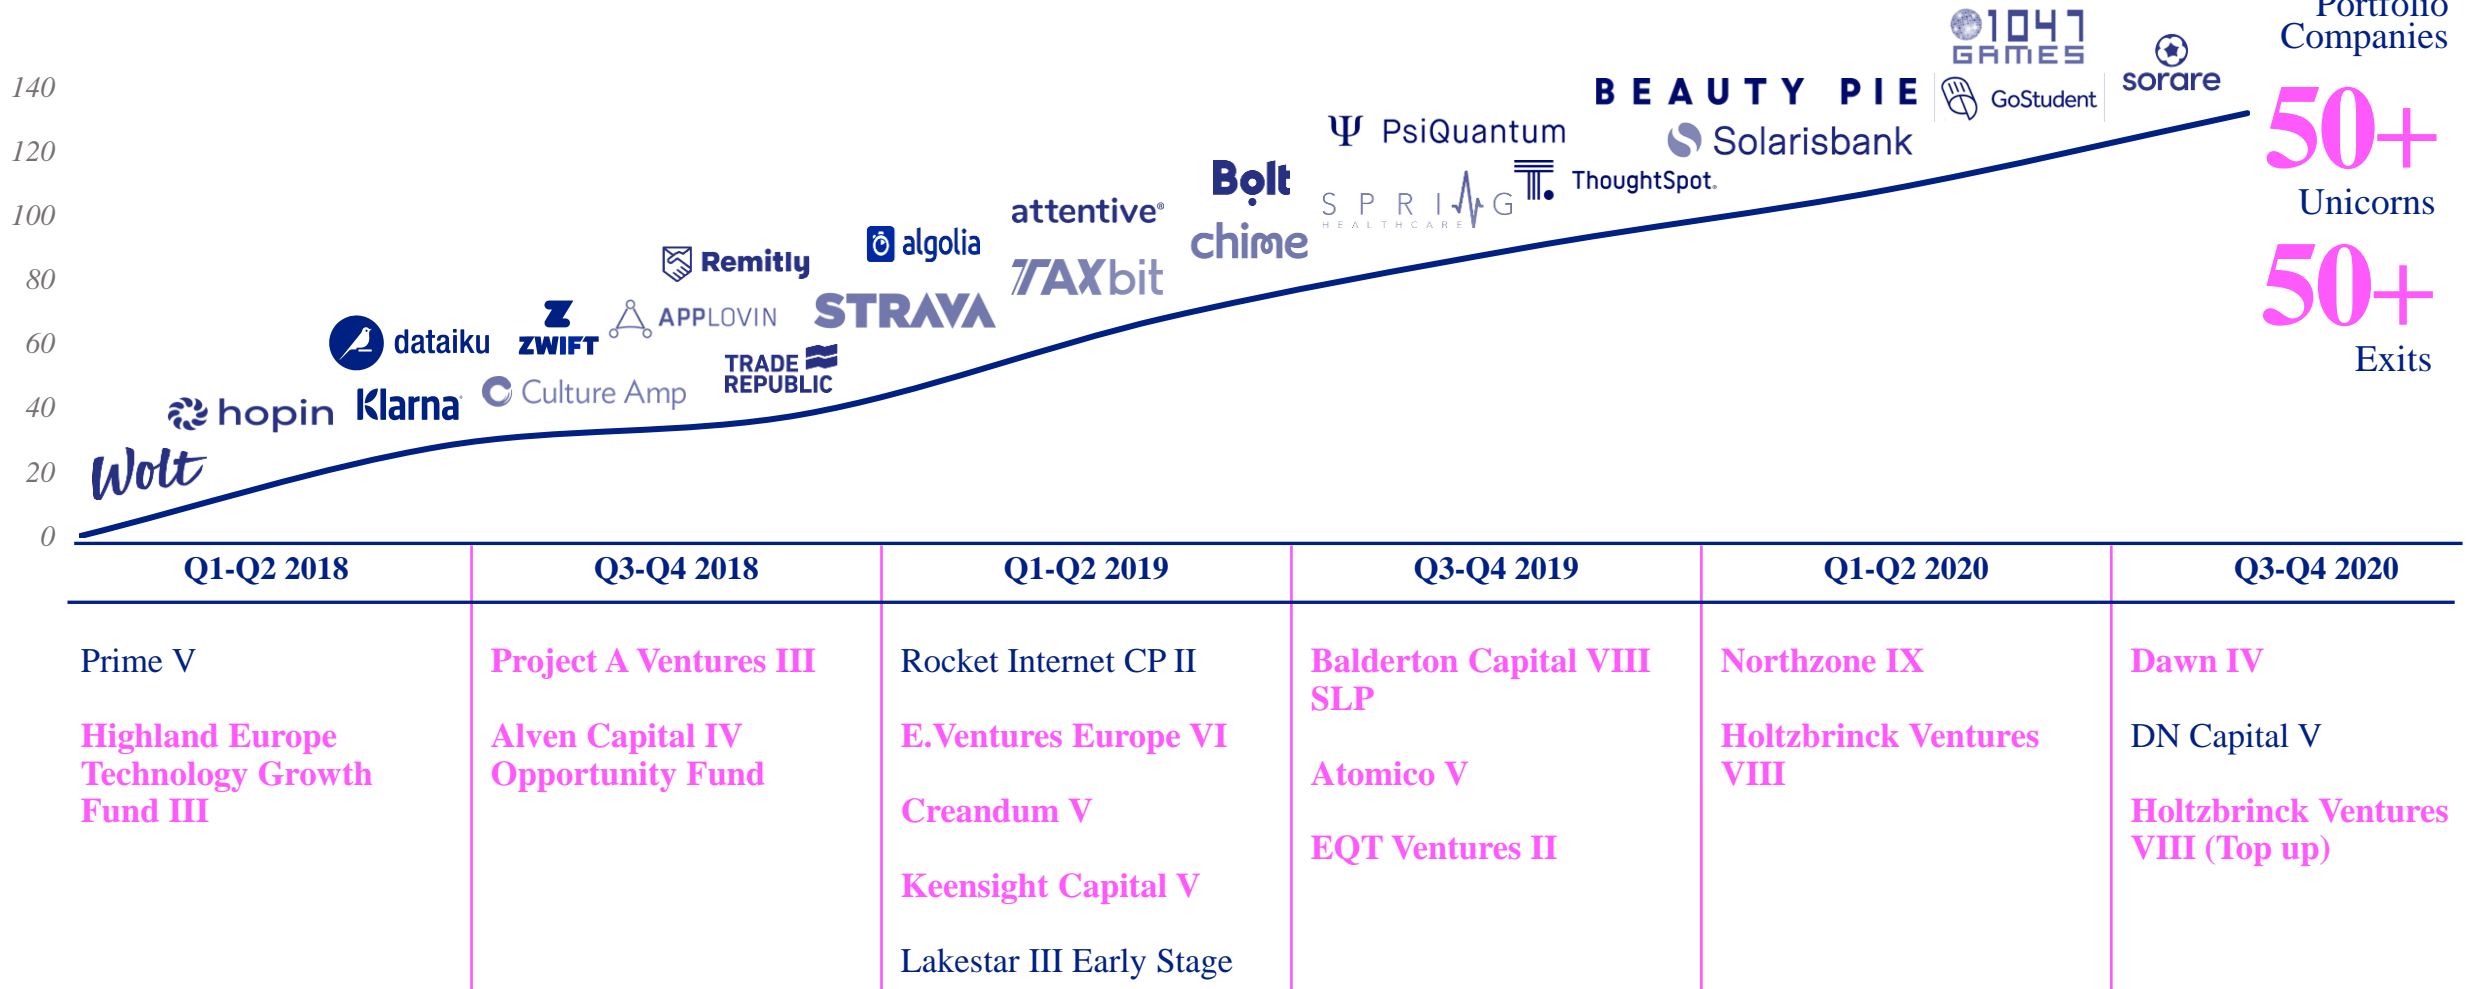 Portfolio
Companies
50+
Unicorns
50+
Exits
140
120
100
80
60
40
20
0
Wolt
hopin
dataiku
Klarna
ZWIFT
Culture Amp
APPLOVIN
Remitly
TRADE
REPUBLIC
STRAVA
algolia
attentive®
TAXbit
Bolt
chime
Ψ PsiQuantum
SPRING
HEALTHCARE
T. ThoughtSpot.
BEAUTY PIE
Solarisbank
1047
GAMES
GoStudent
sorare
Q1-Q2 2018
Q3-Q4 2018
Q1-Q2 2019
Q3-Q4 2019
Q1-Q2 2020
Q3-Q4 2020
Prime V
Highland Europe
Technology Growth
Fund III
Project A Ventures III
Alven Capital IV
Opportunity Fund
Rocket Internet CP II
E.Ventures Europe VI
Creandum V
Keensight Capital V
Lakestar III Early Stage
Balderton Capital VIII
SLP
Atomico V
EQT Ventures II
Northzone IX
Holtzbrinck Ventures
VIII
Dawn IV
DN Capital V
Holtzbrinck Ventures
VIII (Top up)